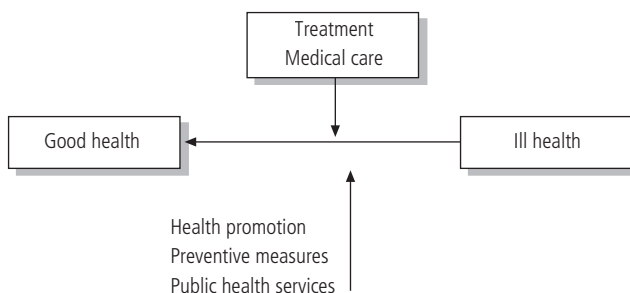 Treatment
Medical care
Good health
Ill health
Health promotion
Preventive measures
Public health services